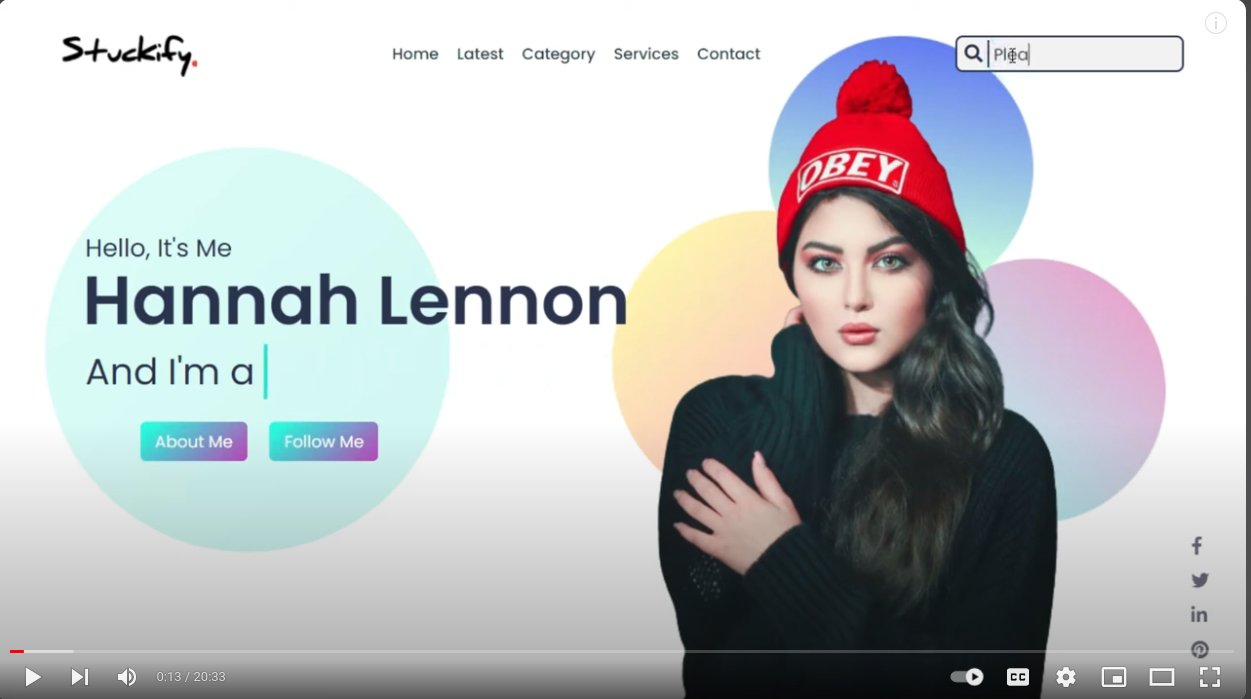 Stuckify.
Home Latest Category Services Contact
Plea
OBEY
Hello, It's Me
Hannah Lennon
And I'm a
About Me Follow Me
0:13 / 20:33
CC